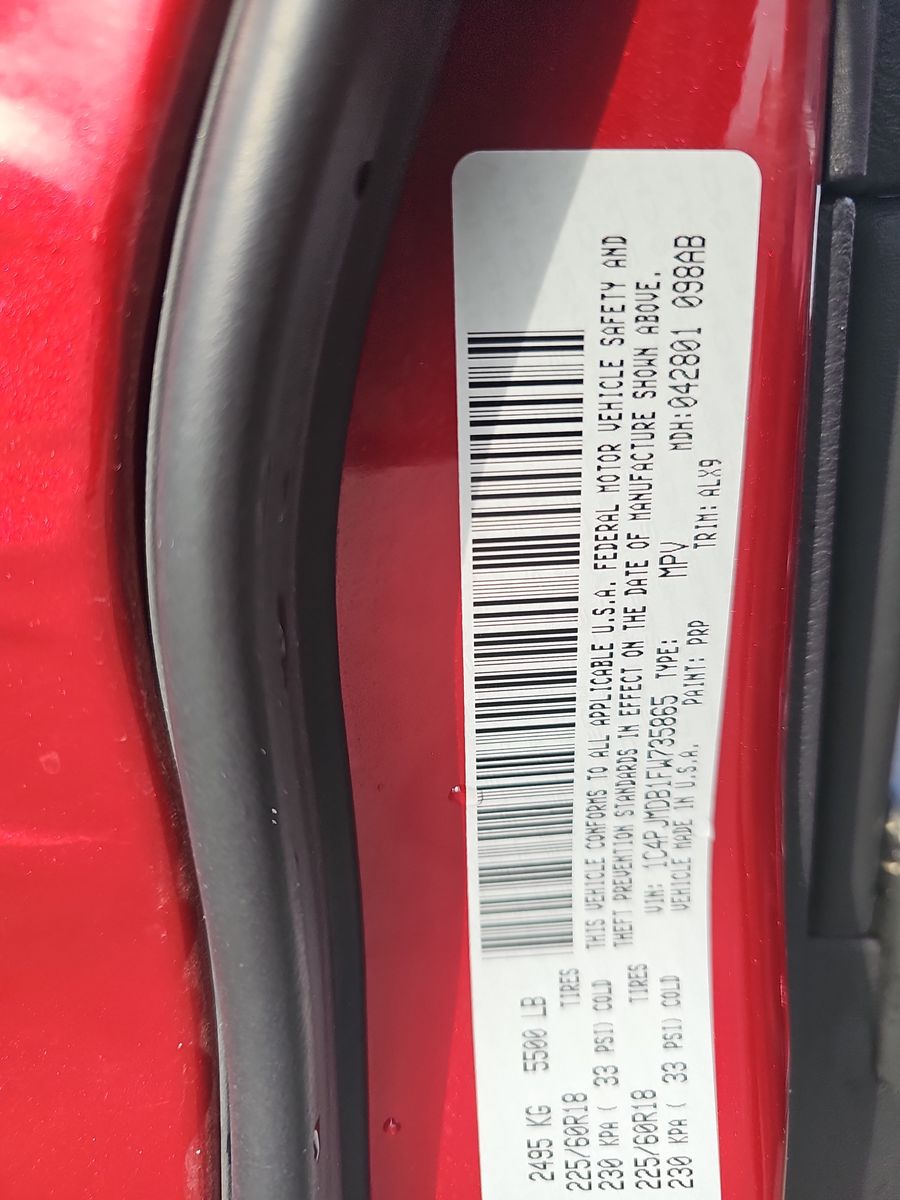 2495 KG 5500 LB
TIRES
225/60R18
230 KPA ( 33 PSI) COLD
TIRES
225/60R18
230 KPA ( 33 PSI) COLD
THIS VEHICLE CONFORMS TO ALL APPLICABLE U.S.A. FEDERAL MOTOR VEHICLE SAFETY AND
THEFT PREVENTION STANDARDS IN EFFECT ON THE DATE OF MANUFACTURE SHOWN ABOVE.
VIN: 1C4PJMDB1FW735865 TYPE: MPV MDH:042801 098AB
VEHICLE MADE IN U.S.A. PAINT: PRP TRIM:ALX9